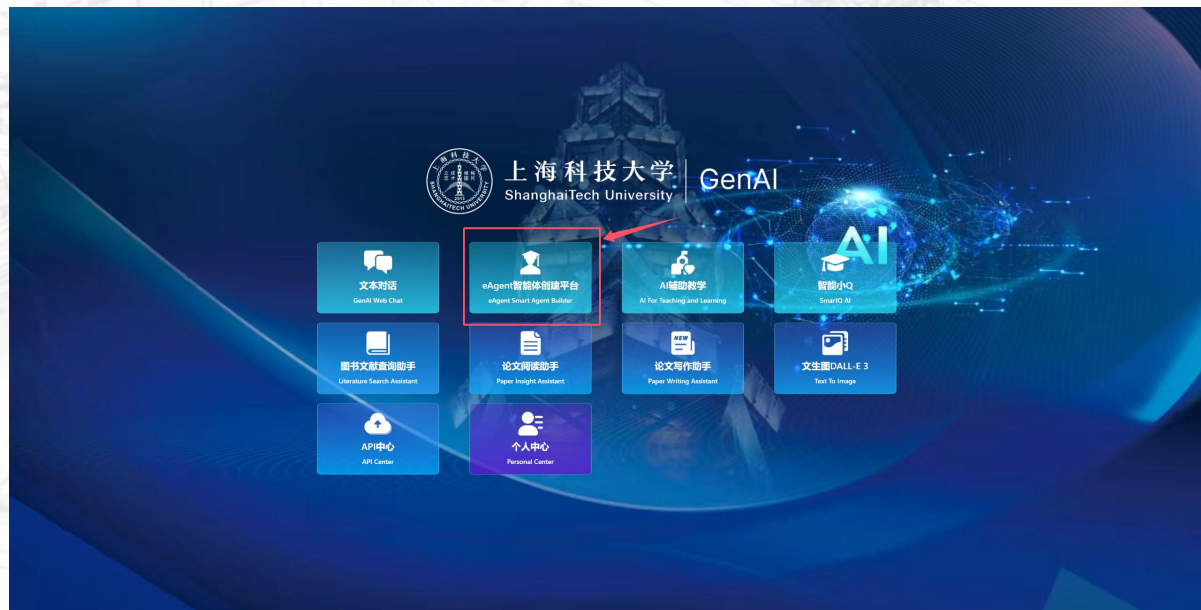 上海科技大学
ShanghaiTech University
GenAI
SHANGHAITECH UNIVERSITY
2013
AI
文本对话
GenAI Web Chat
eAgent智能体创建平台
eAgent Smart Agent Builder
AI辅助教学
AI For Teaching and Learning
智能小Q
SmartQ AI
图书文献查询助手
Literature Search Assistant
论文阅读助手
Paper Insight Assistant
NEW
论文写作助手
Paper Writing Assistant
文生图DALL-E 3
Text To Image
API中心
API Center
个人中心
Personal Center